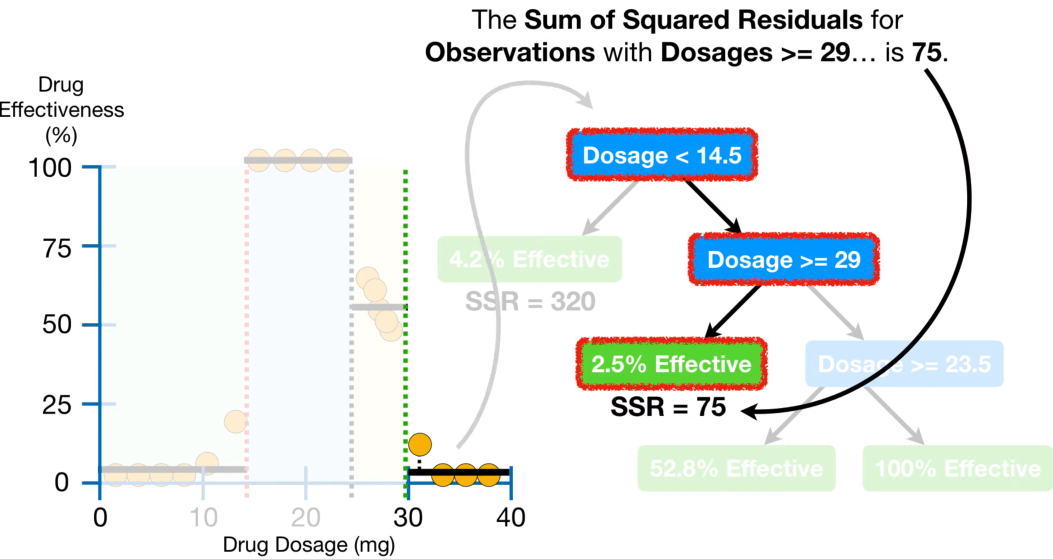 The Sum of Squared Residuals for
Observations with Dosages >= 29… is 75.
Drug
Effectiveness
(%)
100
75
50
25
0
0
10
20
30
40
Drug Dosage (mg)
Dosage < 14.5
4.2% Effective
SSR = 320
Dosage >= 29
2.5% Effective
SSR = 75
Dosage >= 23.5
52.8% Effective
100% Effective